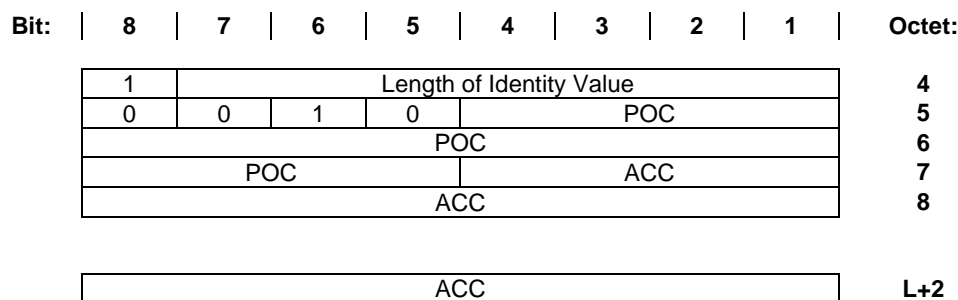 Bit: 8 7 6 5 4 3 2 1 Octet:
1 Length of Identity Value 4
0 0 1 0 POC 5
POC 6
POC ACC 7
ACC 8
ACC L+2